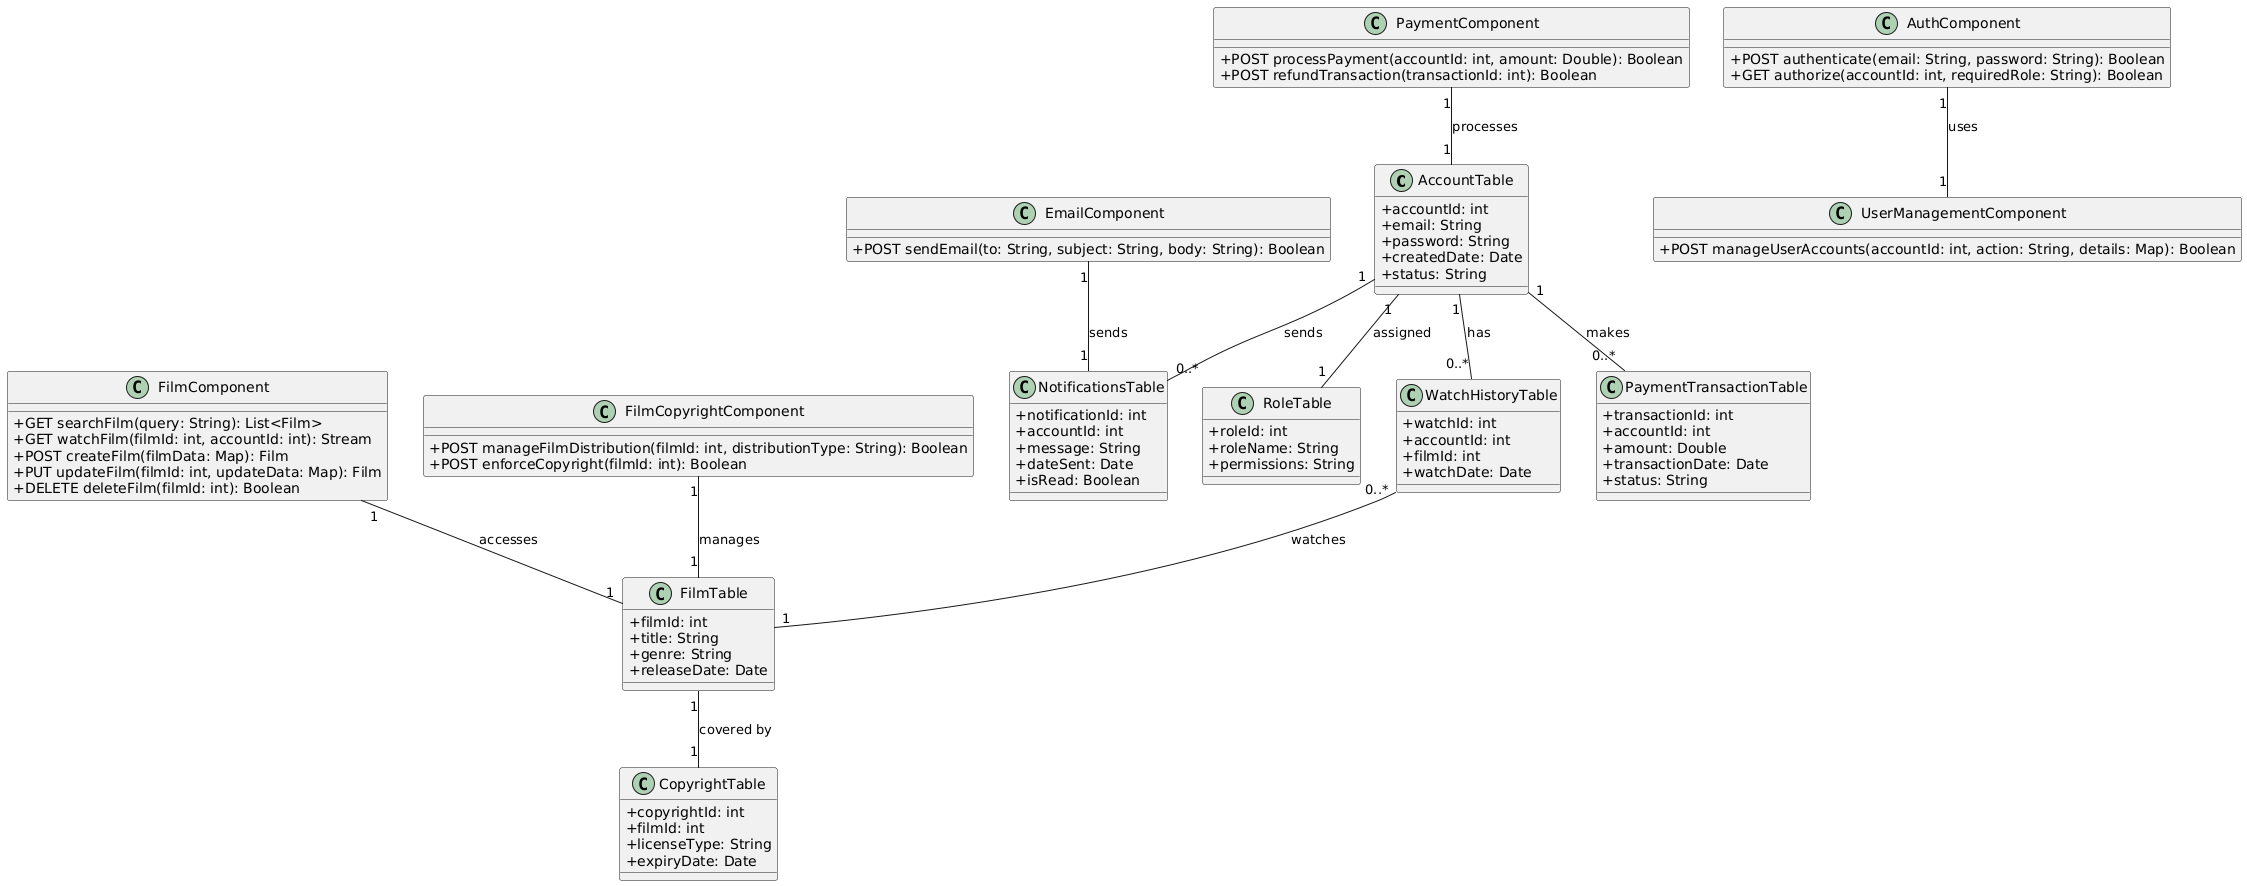 C PaymentComponent
+POST processPayment(accountId: int, amount: Double): Boolean
+POST refundTransaction(transactionId: int): Boolean
C AuthComponent
+POST authenticate(email: String, password: String): Boolean
+GET authorize(accountId: int, requiredRole: String): Boolean
1
processes
1
1
uses
1
C AccountTable
+accountId: int
+email: String
+password: String
+createdDate: Date
+status: String
C EmailComponent
+POST sendEmail(to: String, subject: String, body: String): Boolean
C UserManagementComponent
+POST manageUserAccounts(accountId: int, action: String, details: Map): Boolean
1
sends
1
1
sends
0..*
1
assigned
1
1
has
0..*
1
makes
0..*
C FilmComponent
+GET searchFilm(query: String): List<Film>
+GET watchFilm(filmId: int, accountId: int): Stream
+POST createFilm(filmData: Map): Film
+PUT updateFilm(filmId: int, updateData: Map): Film
+DELETE deleteFilm(filmId: int): Boolean
C FilmCopyrightComponent
+POST manageFilmDistribution(filmId: int, distributionType: String): Boolean
+POST enforceCopyright(filmId: int): Boolean
C NotificationsTable
+notificationId: int
+accountId: int
+message: String
+dateSent: Date
+isRead: Boolean
C RoleTable
+roleId: int
+roleName: String
+permissions: String
C WatchHistoryTable
+watchId: int
+accountId: int
+filmId: int
+watchDate: Date
C PaymentTransactionTable
+transactionId: int
+accountId: int
+amount: Double
+transactionDate: Date
+status: String
1
accesses
1
1
manages
1
0..*
watches
1
C FilmTable
+filmId: int
+title: String
+genre: String
+releaseDate: Date
1
covered by
1
C CopyrightTable
+copyrightId: int
+filmId: int
+licenseType: String
+expiryDate: Date